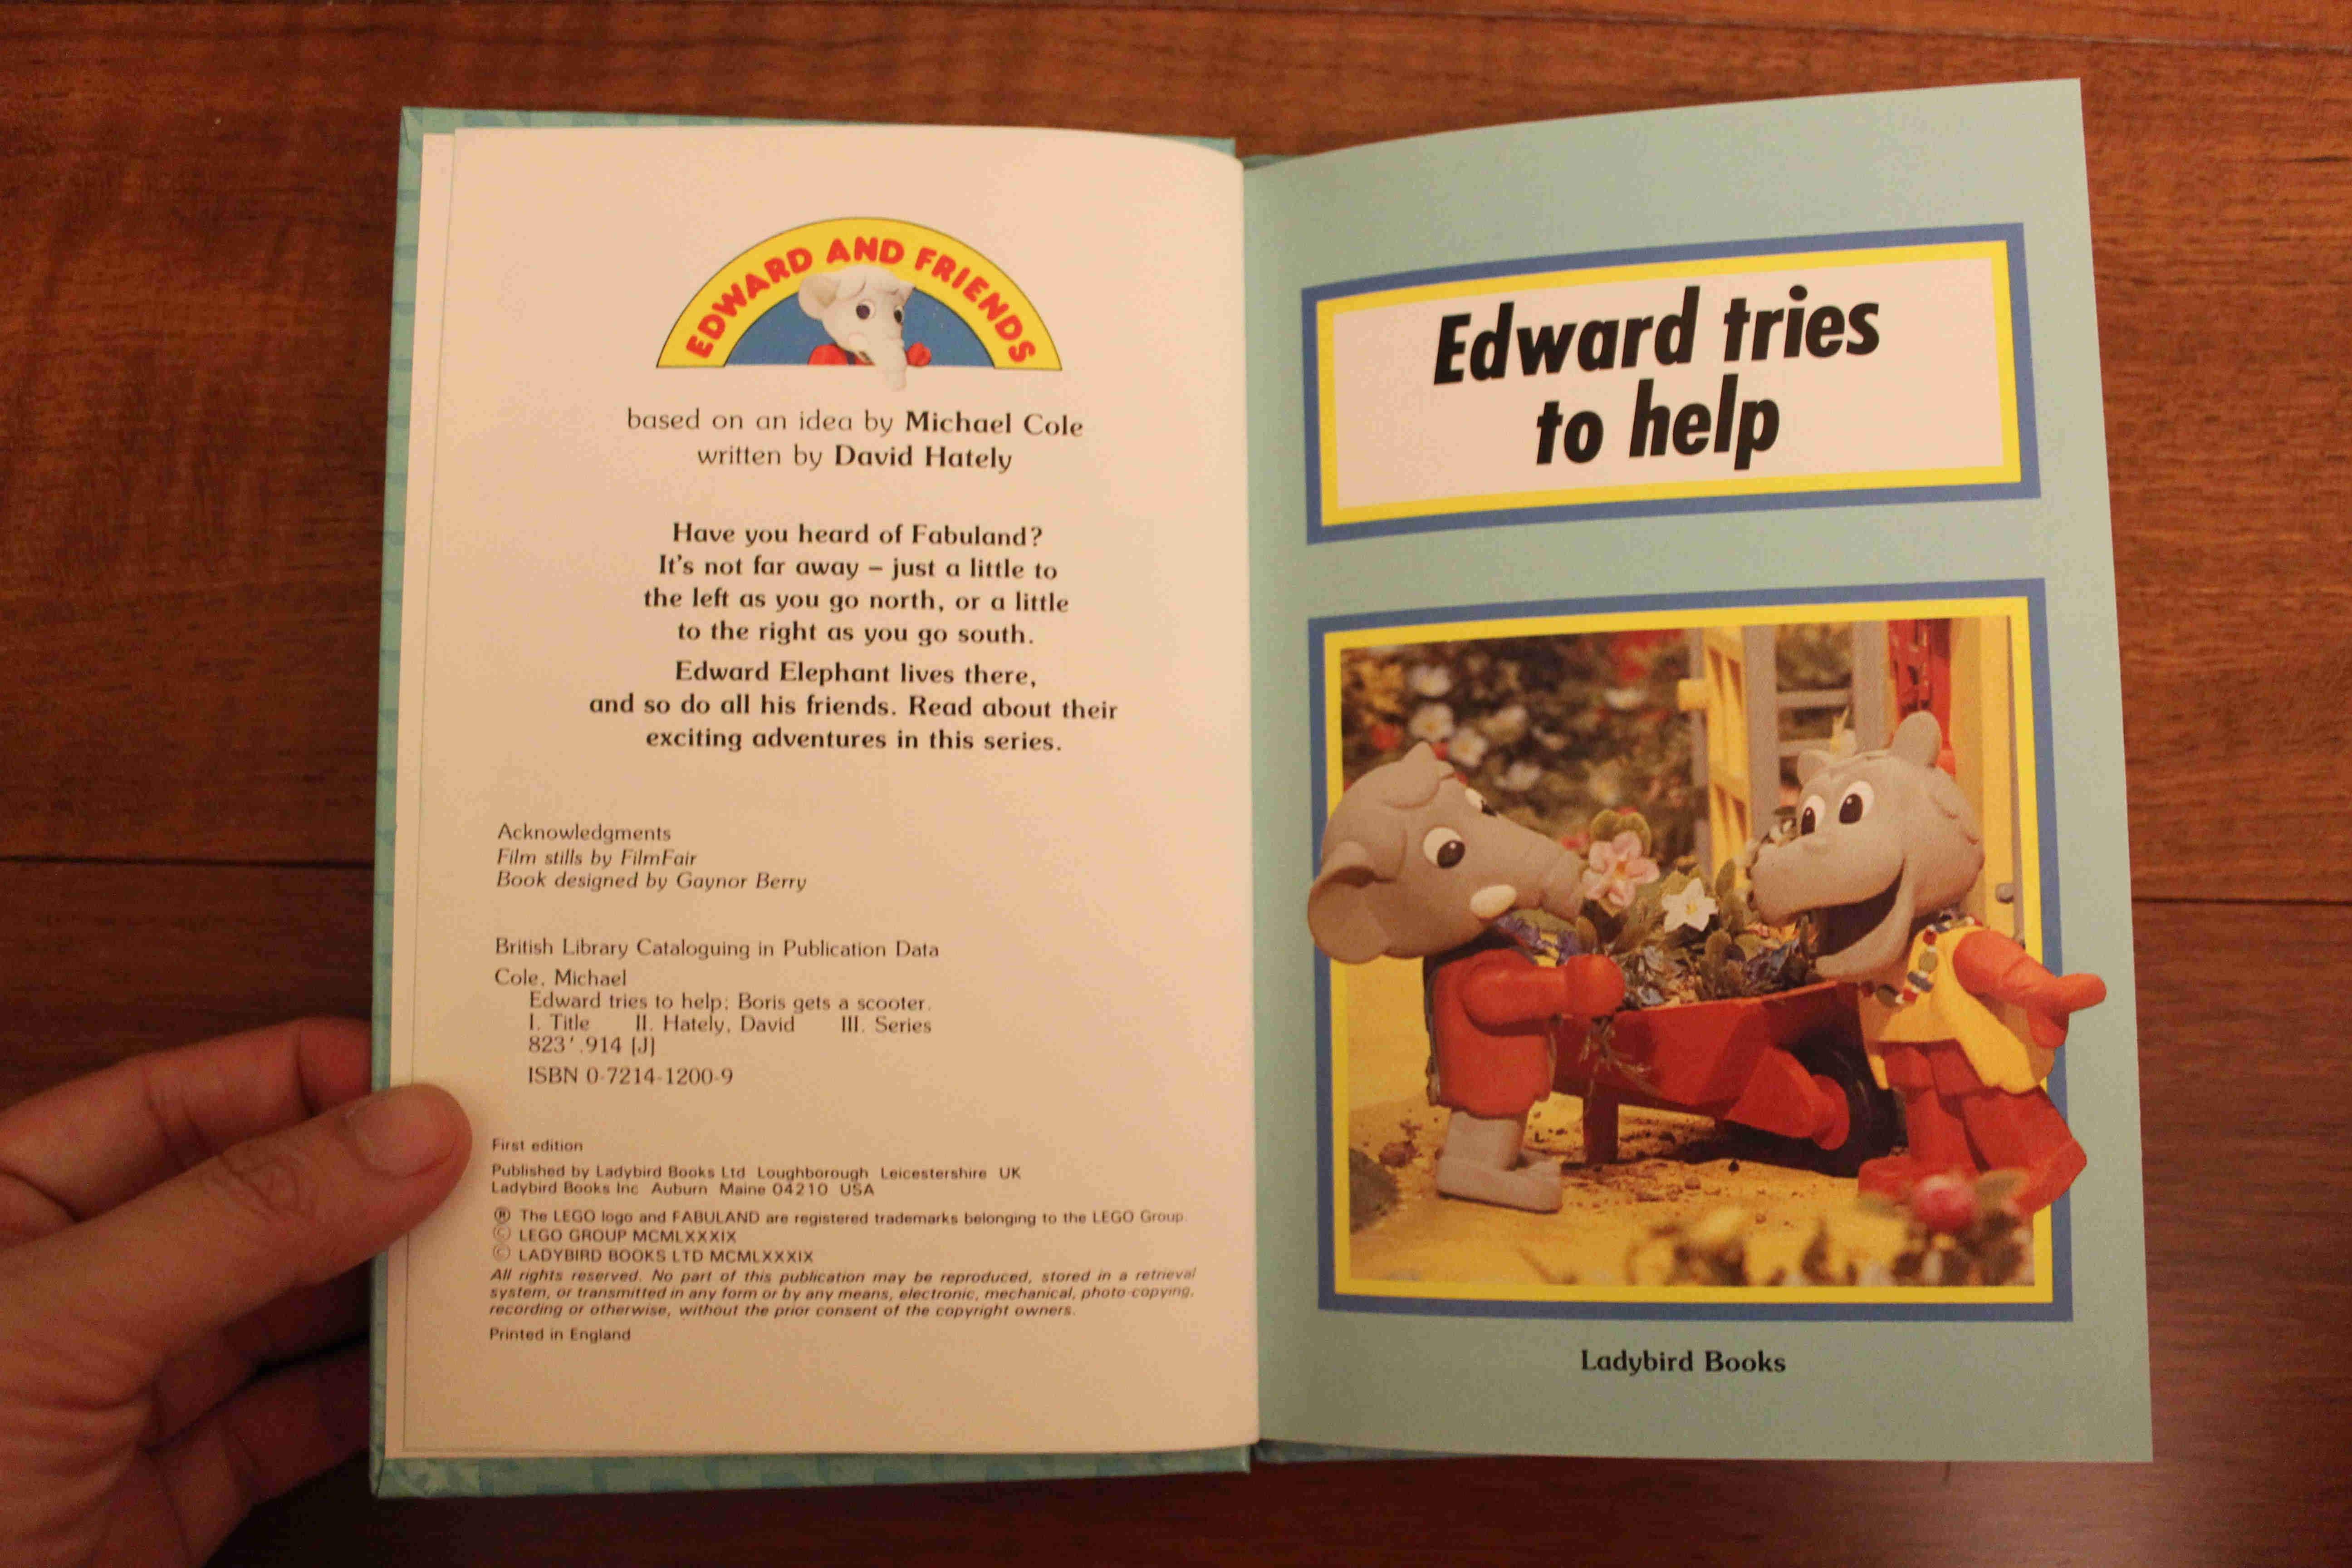 EDWARD AND FRIENDS
based on an idea by Michael Cole
written by David Hately
Have you heard of Fabuland?
It's not far away – just a little to
the left as you go north, or a little
to the right as you go south.
Edward Elephant lives there,
and so do all his friends. Read about their
exciting adventures in this series.
Acknowledgments
Film stills by FilmFair
Book designed by Gaynor Berry
British Library Cataloguing in Publication Data
Cole, Michael
Edward tries to help; Boris gets a scooter.
I. Title II. Hately, David III. Series
823'.914 [J]
ISBN 0-7214-1200-9
First edition
Published by Ladybird Books Ltd Loughborough Leicestershire UK
Ladybird Books Inc Auburn Maine 04210 USA
® The LEGO logo and FABULAND are registered trademarks belonging to the LEGO Group.
© LEGO GROUP MCMLXXXIX
© LADYBIRD BOOKS LTD MCMLXXXIX
All rights reserved. No part of this publication may be reproduced, stored in a retrieval
system, or transmitted in any form or by any means, electronic, mechanical, photo-copying,
recording or otherwise, without the prior consent of the copyright owners.
Printed in England
Edward tries
to help
Ladybird Books